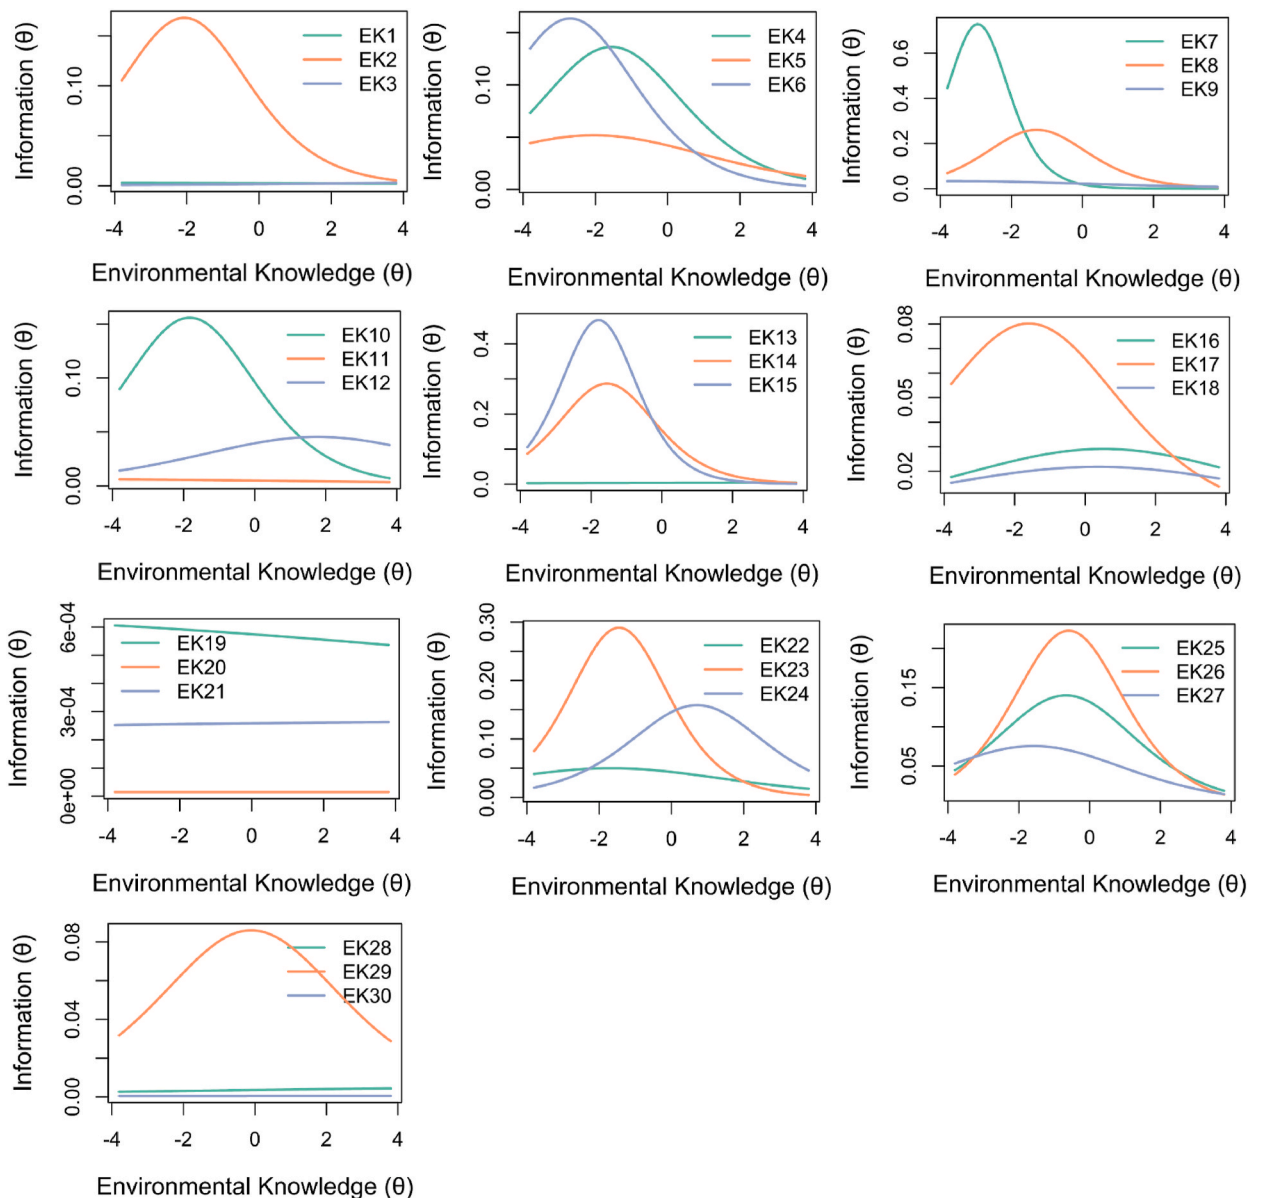 Information (θ)
0.10
0.00
EK1
EK2
EK3
-4 -2 0 2 4
Environmental Knowledge (θ)
Information (θ)
0.10
0.00
EK4
EK5
EK6
-4 -2 0 2 4
Environmental Knowledge (θ)
Information (θ)
0.6
0.4
0.2
0.0
EK7
EK8
EK9
-4 -2 0 2 4
Environmental Knowledge (θ)
Information (θ)
0.10
0.00
EK10
EK11
EK12
-4 -2 0 2 4
Environmental Knowledge (θ)
Information (θ)
0.4
0.2
0.0
EK13
EK14
EK15
-4 -2 0 2 4
Environmental Knowledge (θ)
Information (θ)
0.08
0.05
0.02
EK16
EK17
EK18
-4 -2 0 2 4
Environmental Knowledge (θ)
Information (θ)
6e-04
3e-04
0e+00
EK19
EK20
EK21
-4 -2 0 2 4
Environmental Knowledge (θ)
Information (θ)
0.30
0.20
0.10
0.00
EK22
EK23
EK24
-4 -2 0 2 4
Environmental Knowledge (θ)
Information (θ)
0.15
0.05
EK25
EK26
EK27
-4 -2 0 2 4
Environmental Knowledge (θ)
Information (θ)
0.08
0.04
0.00
EK28
EK29
EK30
-4 -2 0 2 4
Environmental Knowledge (θ)